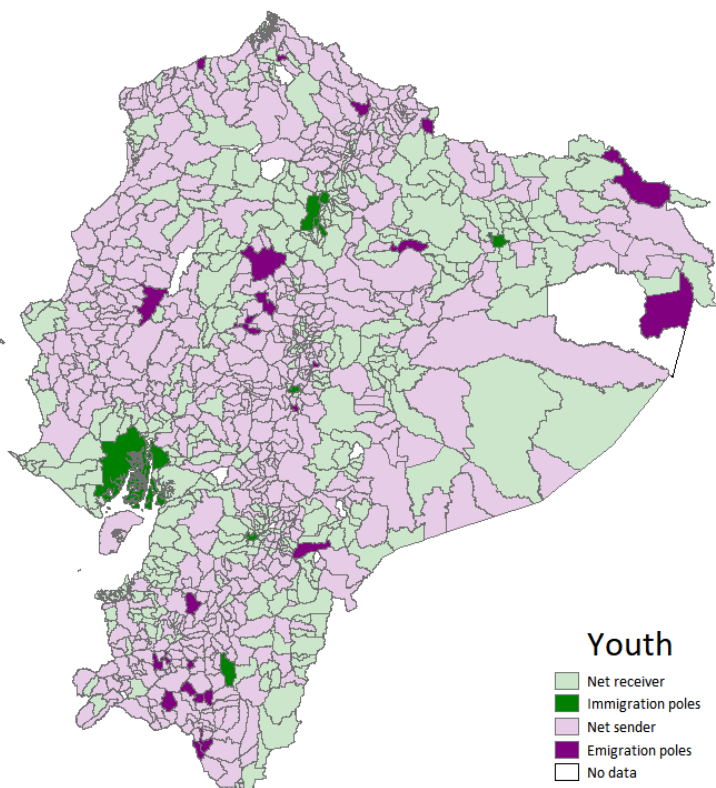 Youth
Net receiver
Immigration poles
Net sender
Emigration poles
No data